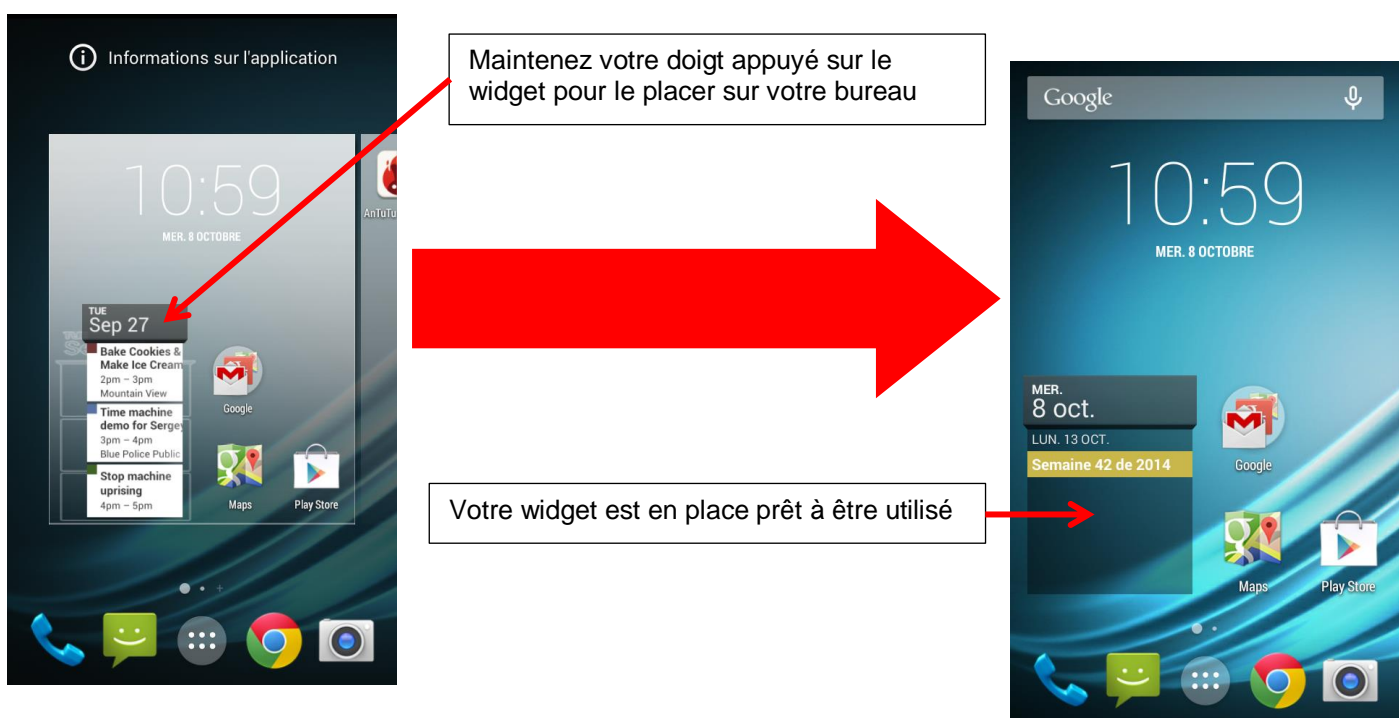 Informations sur l'application
10:59
MER. 8 OCTOBRE
AnTuTu
TUE
Sep 27
Bake Cookies &
Make Ice Cream
2pm – 3pm
Mountain View
Time machine
demo for Sergey
3pm – 4pm
Blue Police Public
Stop machine
uprising
4pm – 5pm
Google
Maps
Play Store
Maintenez votre doigt appuyé sur le
widget pour le placer sur votre bureau
Votre widget est en place prêt à être utilisé
Google
10:59
MER. 8 OCTOBRE
MER.
8 oct.
LUN. 13 OCT.
Semaine 42 de 2014
Google
Maps
Play Store